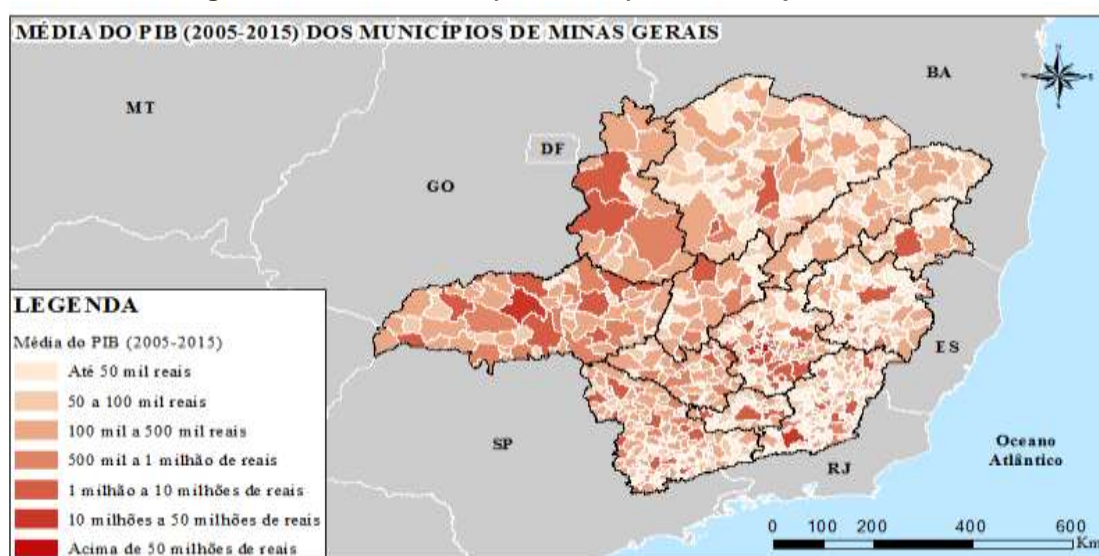 MÉDIA DO PIB (2005-2015) DOS MUNICÍPIOS DE MINAS GERAIS
BA
MT
DF
GO
LEGENDA
Média do PIB (2005-2015)
Até 50 mil reais
50 a 100 mil reais
100 mil a 500 mil reais
500 mil a 1 milhão de reais
1 milhão a 10 milhões de reais
10 milhões a 50 milhões de reais
Acima de 50 milhões de reais
ES
SP
RJ
Oceano
Atlântico
0 100 200 400 600
Km